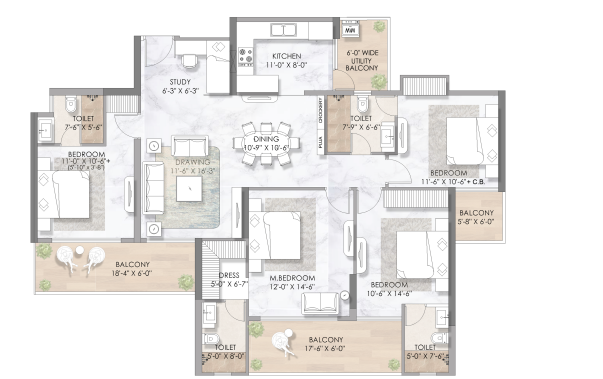 KITCHEN
11'-0" X 8'-0"
WM
6'-0" WIDE
UTILITY
BALCONY
STUDY
6'-3" X 6'-3"
TOILET
7'-6" X 5'-6"
DINING
10'-9" X 10'-6"
PUJA
CROCKERY
TOILET
7'-9" X 6'-6"
BEDROOM
11'-0" X 10'-6"+
(5'-10" X 3'-8")
DRAWING
11'-6" X 16'-3"
BEDROOM
11'-6" X 10'-6"+ C.B.
BALCONY
5'-8" X 6'-0"
BALCONY
18'-4" X 6'-0"
DRESS
5'-0" X 6'-7"
M.BEDROOM
12'-0" X 14'-6"
BEDROOM
10'-6" X 14'-6"
TOILET
5'-0" X 8'-0"
BALCONY
17'-6" X 6'-0"
TOILET
5'-0" X 7'-6"